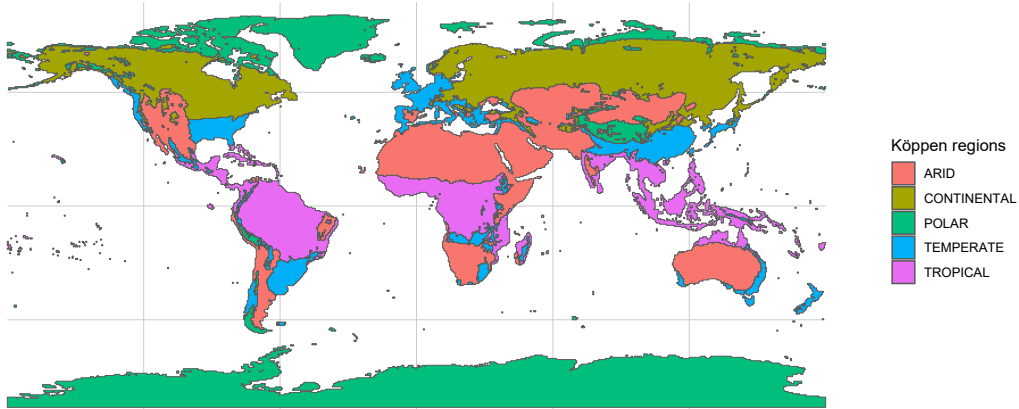 Köppen regions
ARID
CONTINENTAL
POLAR
TEMPERATE
TROPICAL